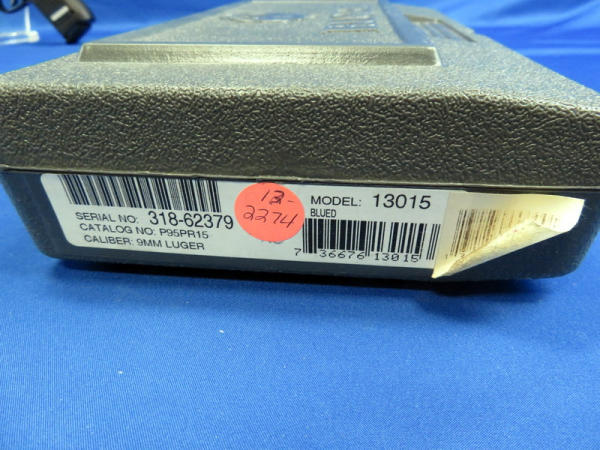 SERIAL NO: 318-62379
CATALOG NO: P95PR15
CALIBER: 9MM LUGER
12-
2274
MODEL: 13015
BLUED
7 36676 13015